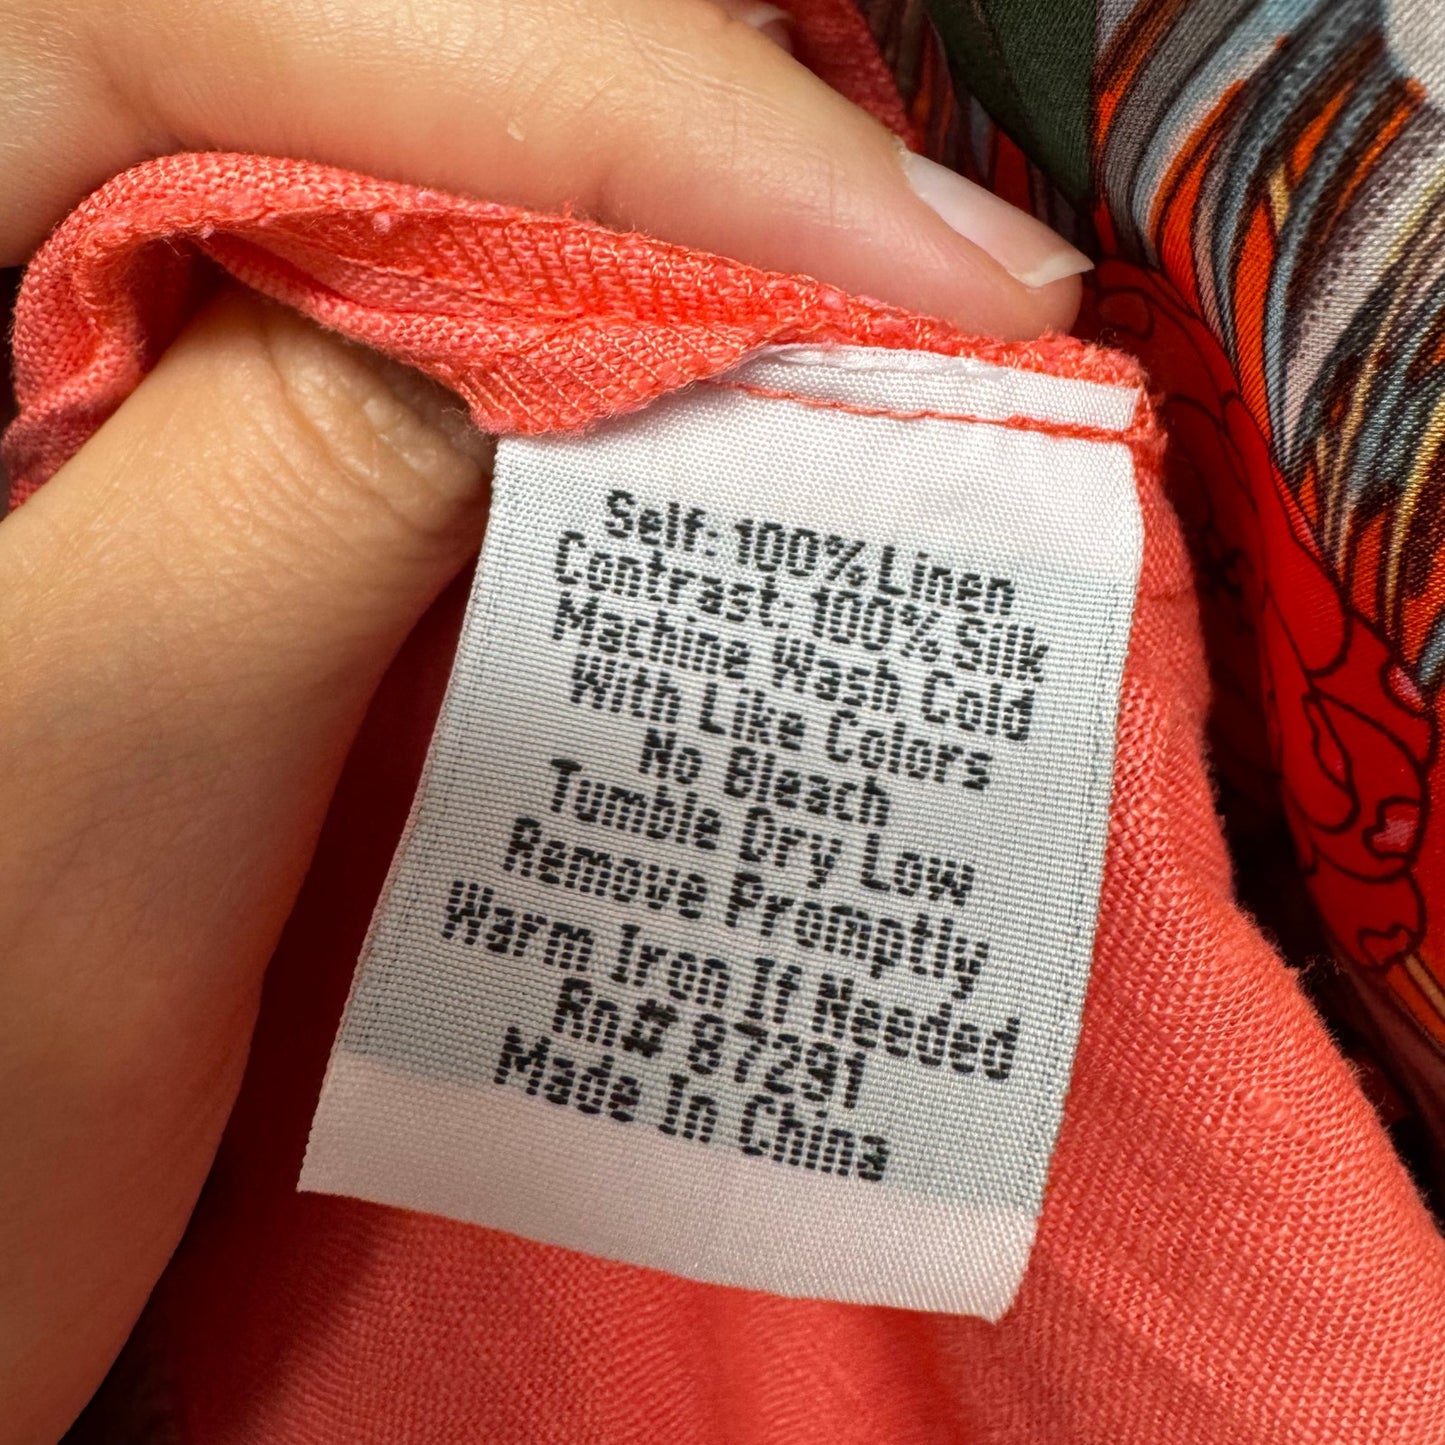 Self: 100% Linen
Contrast: 100% Silk
Machine Wash Cold
With Like Colors
No Bleach
Tumble Dry Low
Remove Promptly
Warm Iron If Needed
Rn# 87291
Made In China